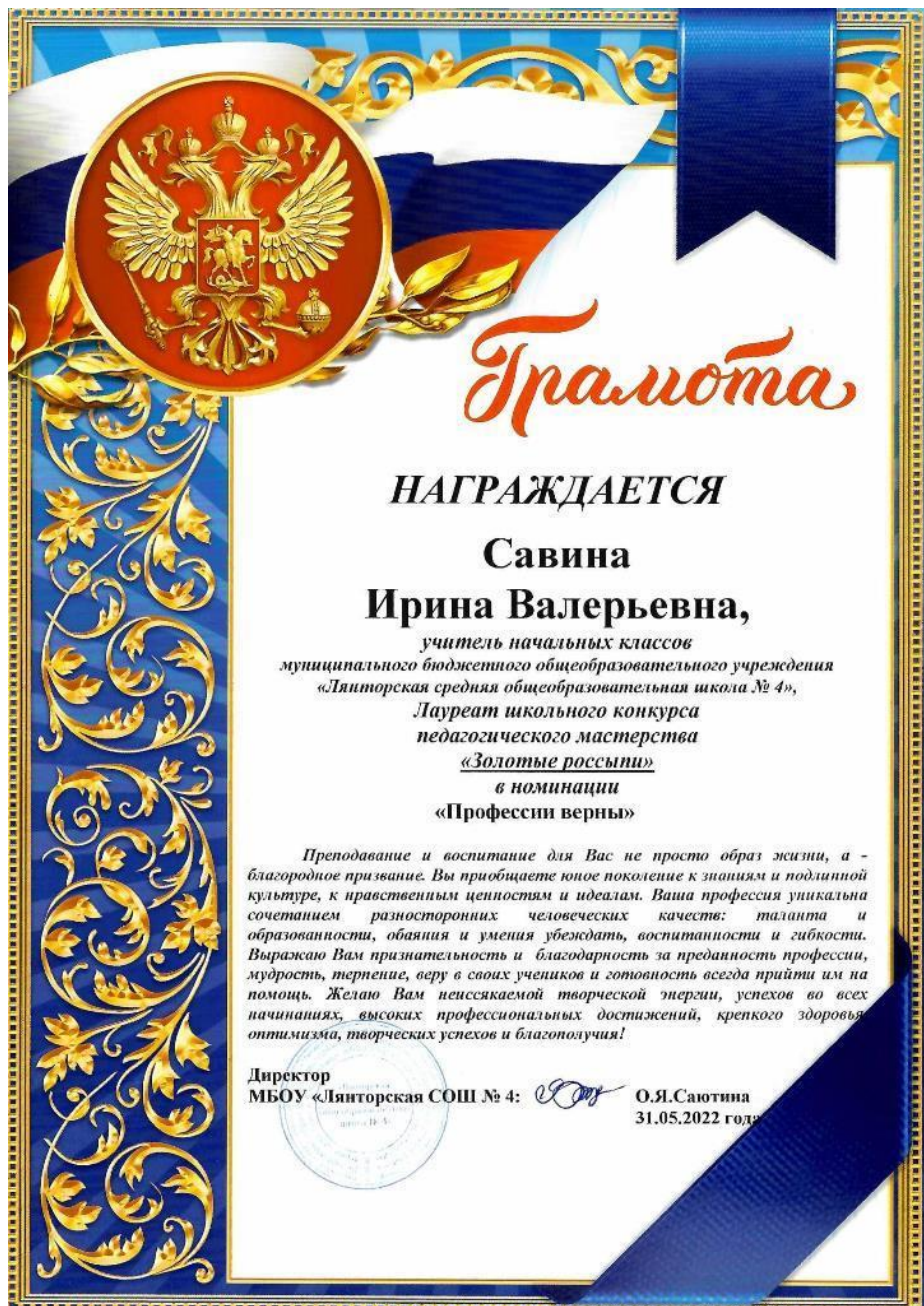 Грамота
НАГРАЖДАЕТСЯ
Савина
Ирина Валерьевна,
учитель начальных классов
муниципального бюджетного общеобразовательного учреждения
«Лянторская средняя общеобразовательная школа № 4»,
Лауреат школьного конкурса
педагогического мастерства
«Золотые россыпи»
в номинации
«Профессии верны»
Преподавание и воспитание для Вас не просто образ жизни, а -
благородное призвание. Вы приобщаете юное поколение к знаниям и подлинной
культуре, к нравственным ценностям и идеалам. Ваша профессия уникальна
сочетанием разносторонних человеческих качеств: таланта и
образованности, обаяния и умения убеждать, воспитанности и гибкости.
Выражаю Вам признательность и благодарность за преданность профессии,
мудрость, терпение, веру в своих учеников и готовность всегда прийти им на
помощь. Желаю Вам неиссякаемой творческой энергии, успехов во всех
начинаниях, высоких профессиональных достижений, крепкого здоровья,
оптимизма, творческих успехов и благополучия!
Директор
МБОУ «Лянторская СОШ № 4: О.Я.Саютина
31.05.2022 года